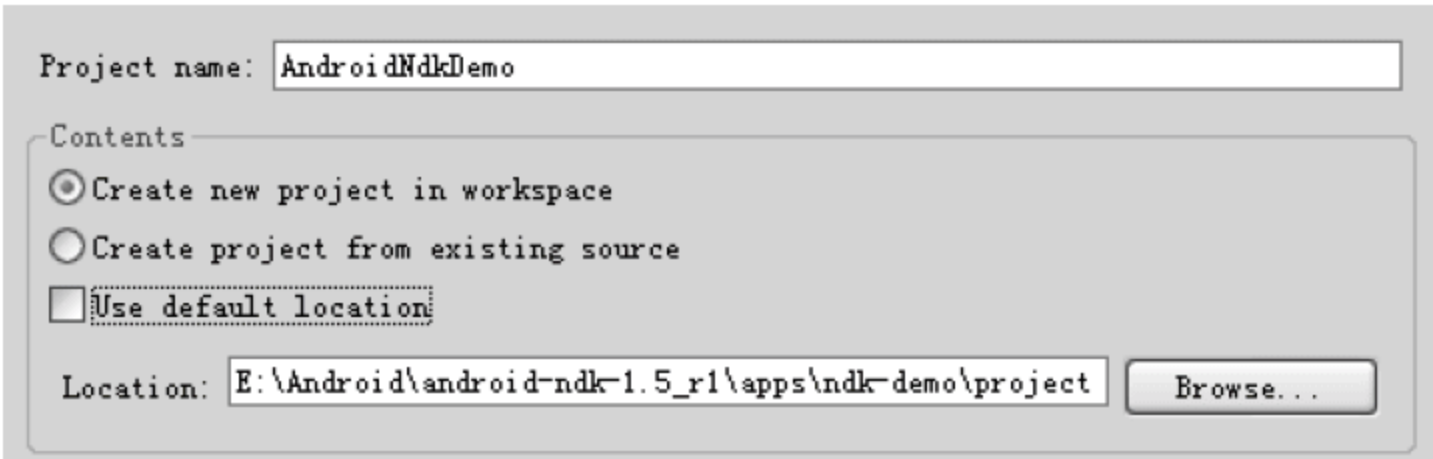 Project name: AndroidNdkDemo
Contents
Create new project in workspace
Create project from existing source
Use default location
Location: E:\Android\android-ndk-1.5_r1\apps\ndk-demo\project Browse...